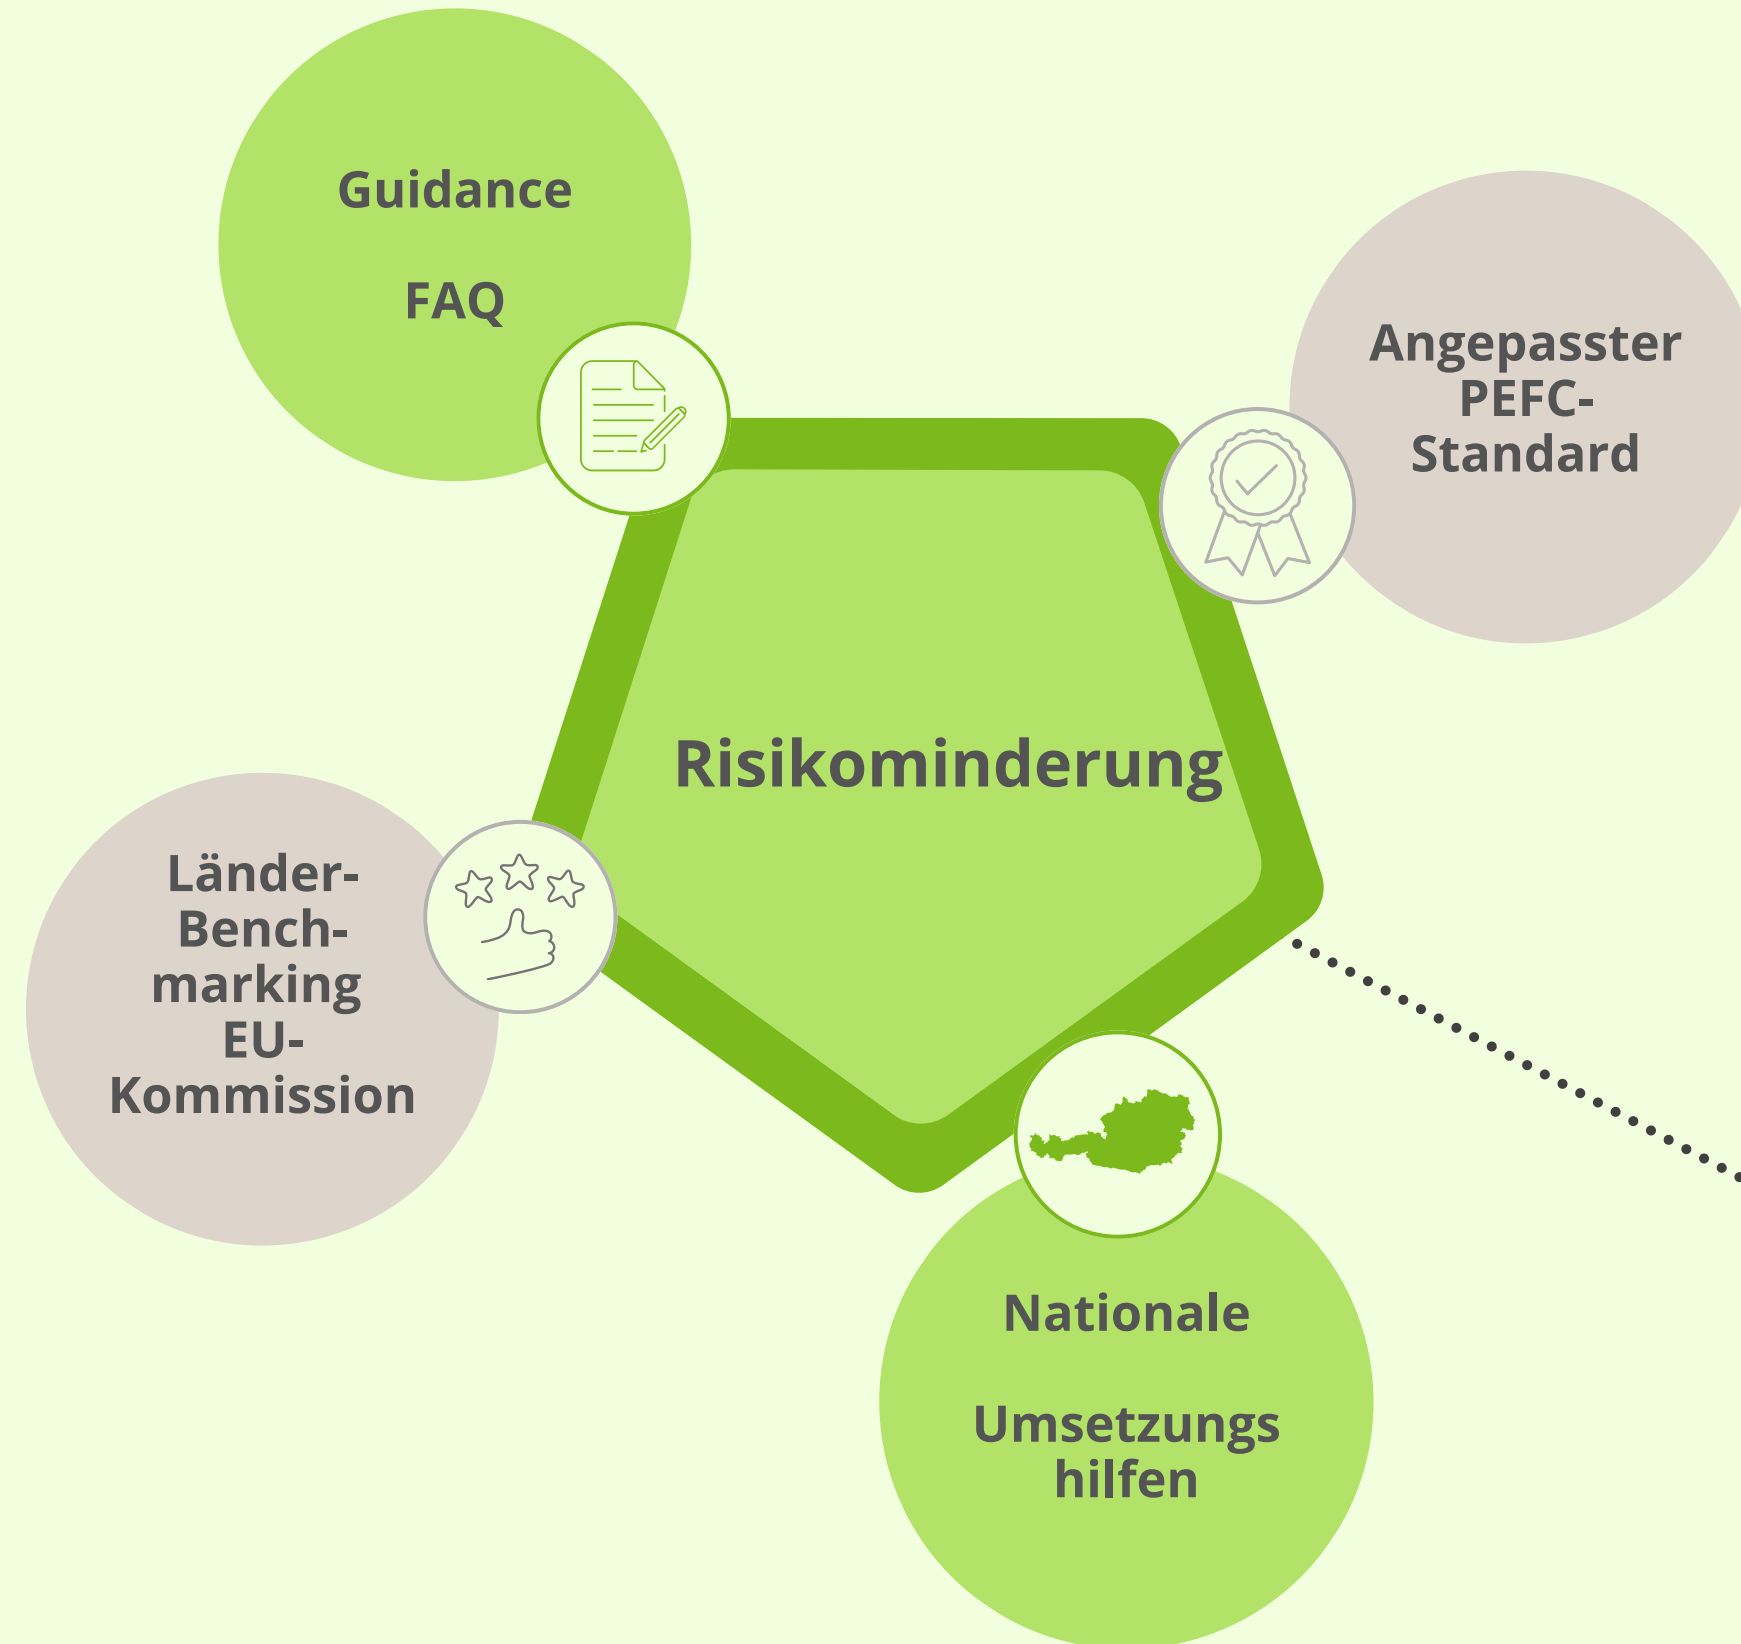 Guidance
FAQ
Angepasster
PEFC-
Standard
Risikominderung
Länder-
Bench-
marking
EU-
Kommission
Nationale
Umsetzungs
hilfen